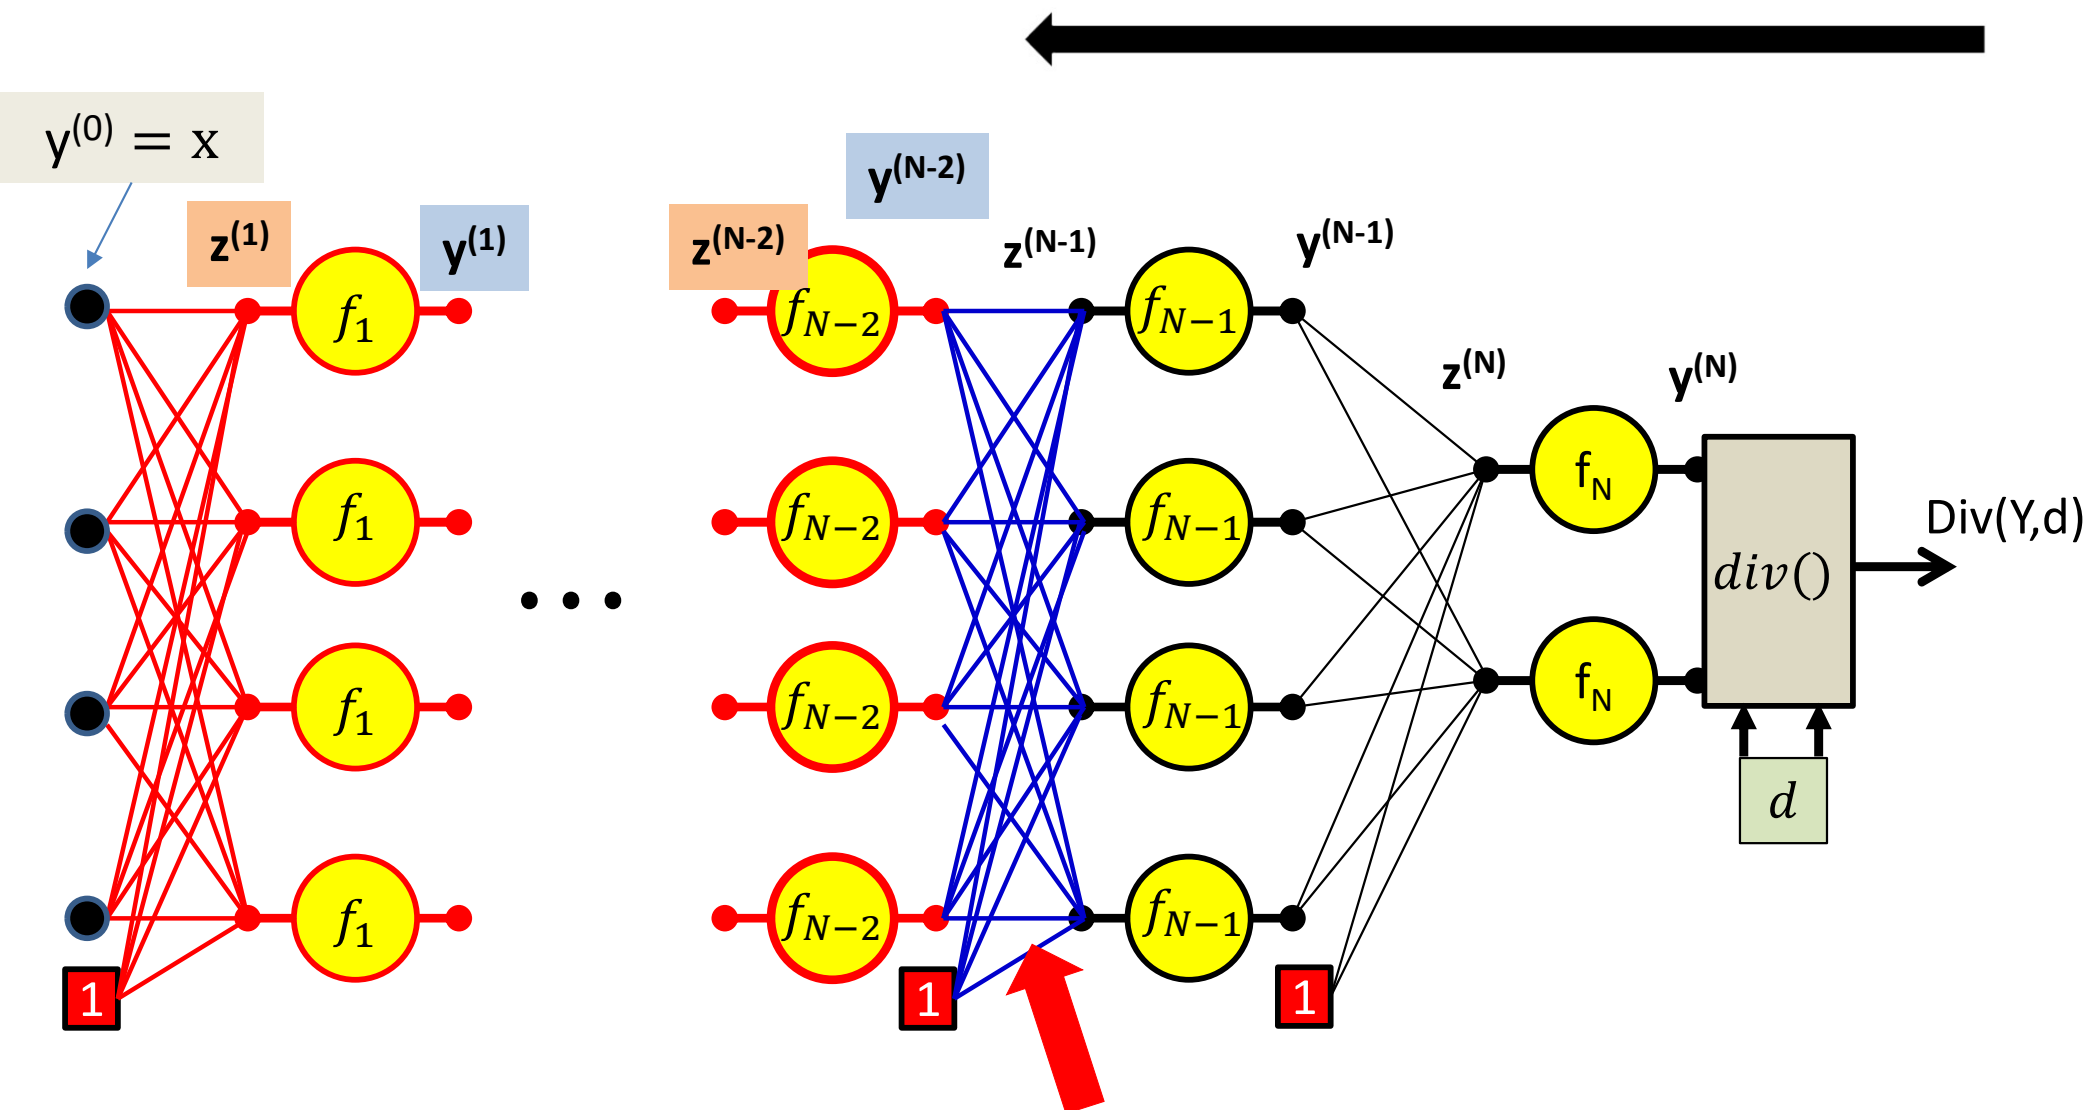 y(0) = x
z(1)
y(1)
z(N-2)
y(N-2)
z(N-1)
y(N-1)
z(N)
y(N)
f1
fN−2
fN−1
f1
fN−2
fN−1
fN
div()
Div(Y,d)
f1
fN−2
fN−1
fN
d
f1
fN−2
fN−1
1
1
1